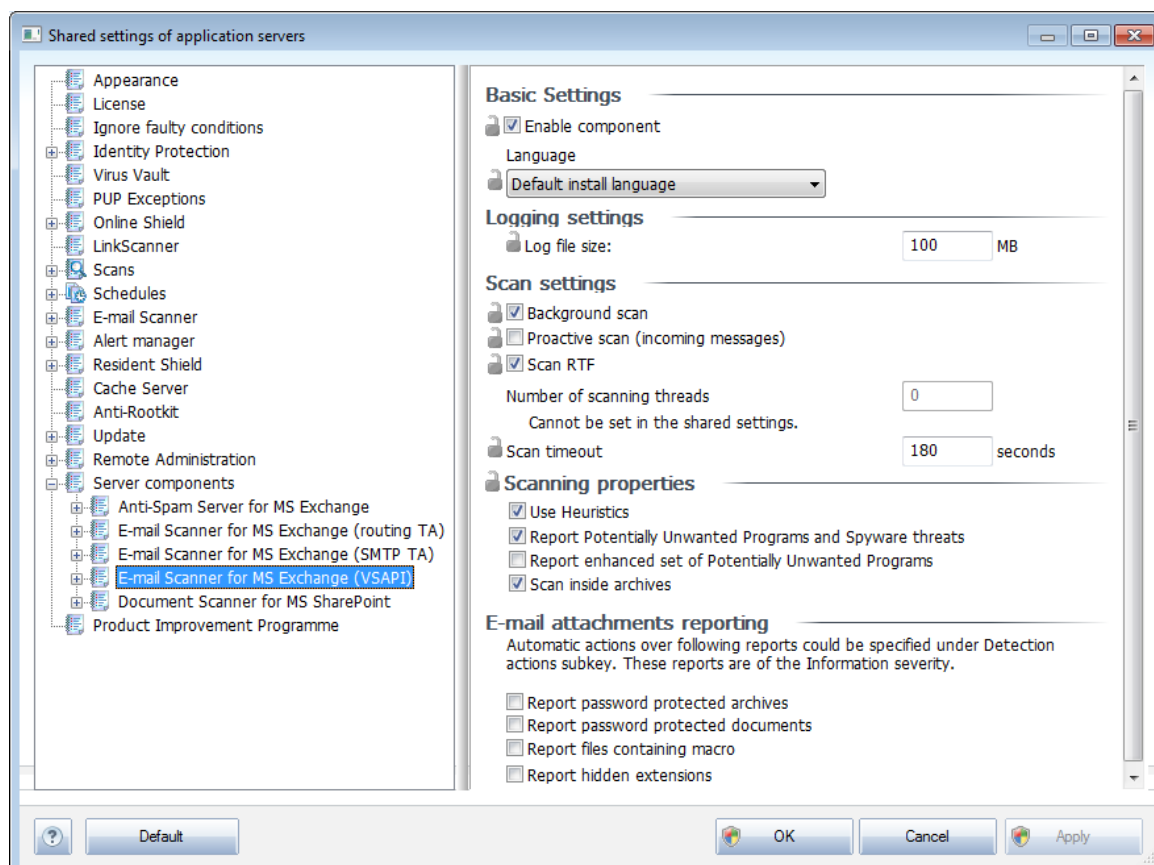 Shared settings of application servers
Appearance
License
Ignore faulty conditions
Identity Protection
Virus Vault
PUP Exceptions
Online Shield
LinkScanner
Scans
Schedules
E-mail Scanner
Alert manager
Resident Shield
Cache Server
Anti-Rootkit
Update
Remote Administration
Server components
Anti-Spam Server for MS Exchange
E-mail Scanner for MS Exchange (routing TA)
E-mail Scanner for MS Exchange (SMTP TA)
E-mail Scanner for MS Exchange (VSAPI)
Document Scanner for MS SharePoint
Product Improvement Programme
Basic Settings
Enable component
Language
Default install language
Logging settings
Log file size: 100 MB
Scan settings
Background scan
Proactive scan (incoming messages)
Scan RTF
Number of scanning threads 0
Cannot be set in the shared settings.
Scan timeout 180 seconds
Scanning properties
Use Heuristics
Report Potentially Unwanted Programs and Spyware threats
Report enhanced set of Potentially Unwanted Programs
Scan inside archives
E-mail attachments reporting
Automatic actions over following reports could be specified under Detection
actions subkey. These reports are of the Information severity.
Report password protected archives
Report password protected documents
Report files containing macro
Report hidden extensions
? Default OK Cancel Apply